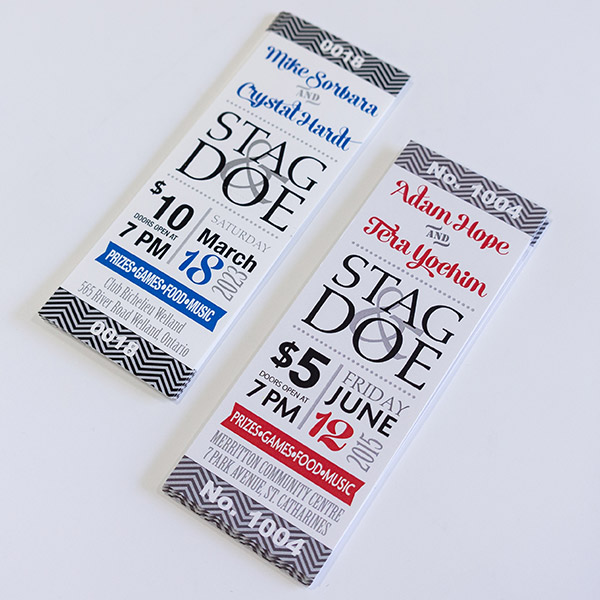 0018
Mike Sorbara
AND
Crystal Hardt
STAG
&
DOE
$10
DOORS OPEN AT
7 PM
SATURDAY
March
18
2023
PRIZES•GAMES•FOOD•MUSIC
Club Richelieu Welland
565 River Road Welland, Ontario
0018
No. 1004
Adam Hope
AND
Tera Yochim
STAG
&
DOE
$5
DOORS OPEN AT
7PM
FRIDAY
JUNE
12
2015
PRIZES•GAMES•FOOD•MUSIC
MERRITTON COMMUNITY CENTRE
7 PARK AVENUE, ST. CATHARINES
No. 1004